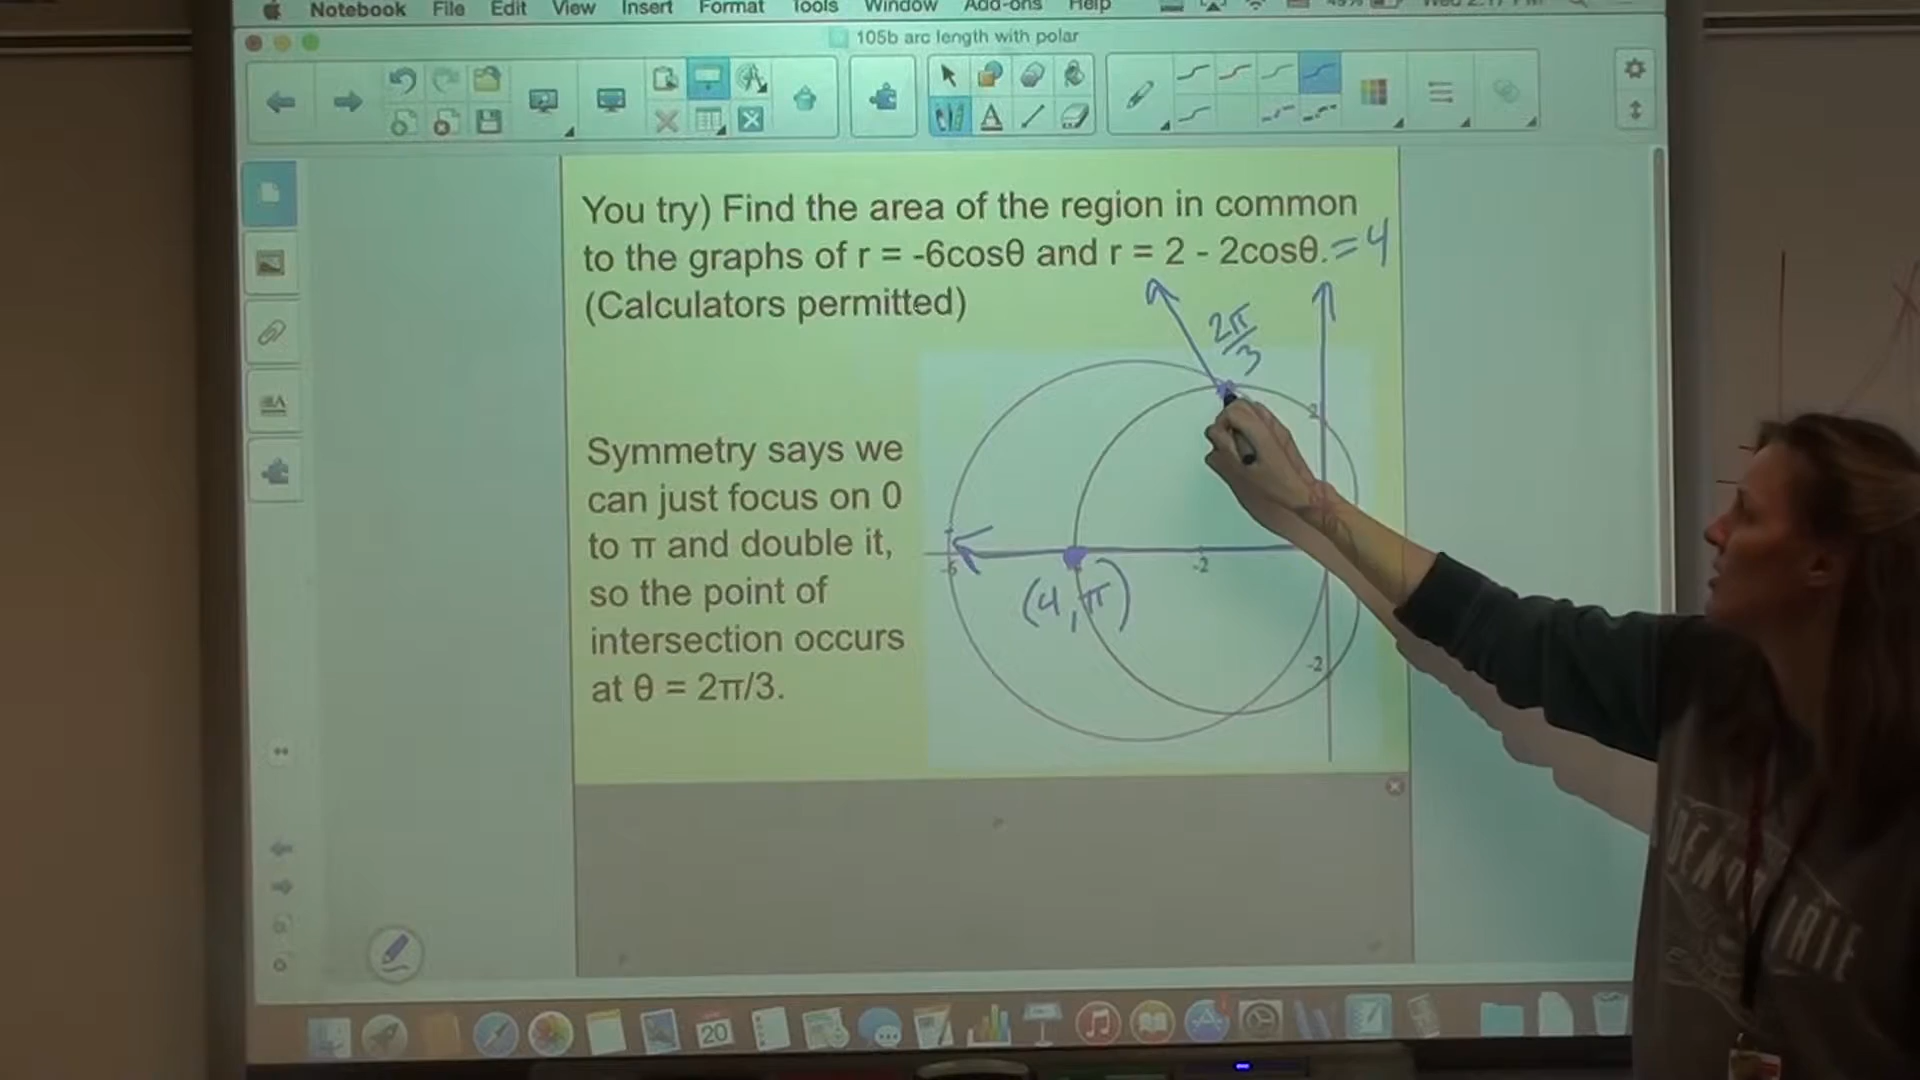 Notebook File Edit View Insert Format Tools Window Add-ons Help
105b arc length with polar
You try) Find the area of the region in common
to the graphs of r = -6cosθ and r = 2 - 2cosθ. = 4
(Calculators permitted)
2π/3
2
Symmetry says we
can just focus on 0
to π and double it,
so the point of
intersection occurs
at θ = 2π/3.
-6
-2
(4, π)
-2
20